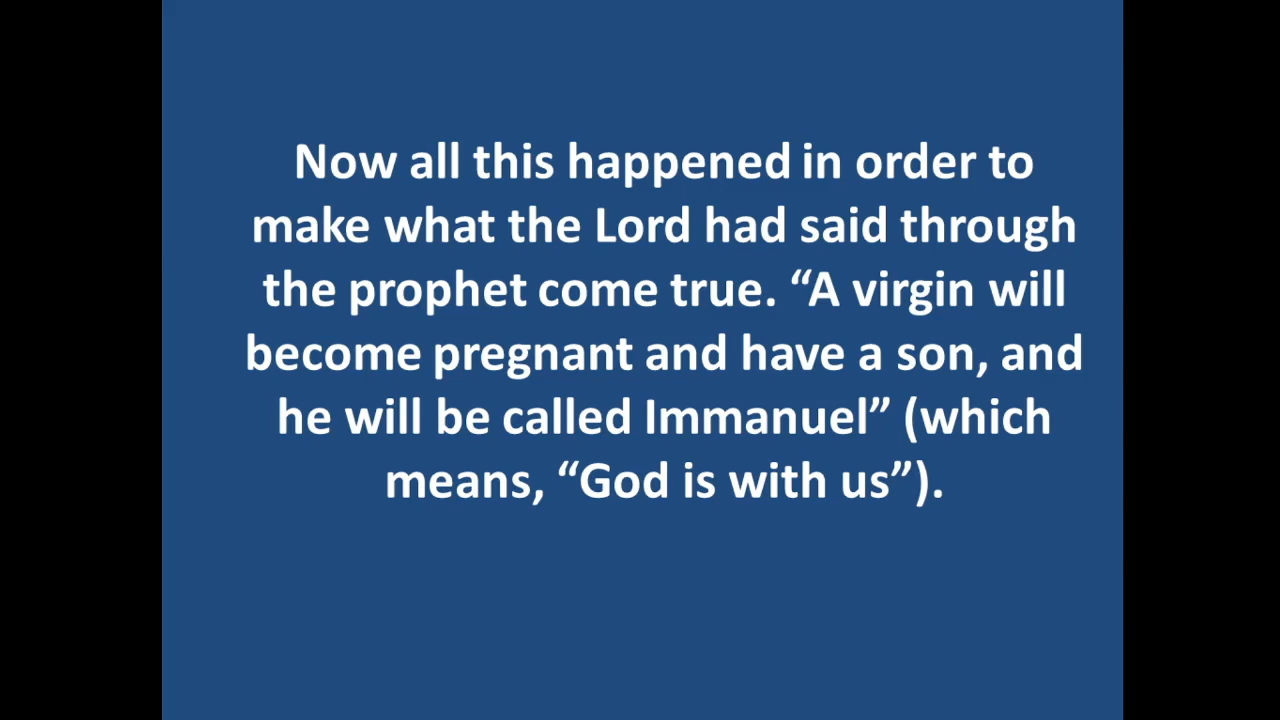 Now all this happened in order to
make what the Lord had said through
the prophet come true. “A virgin will
become pregnant and have a son, and
he will be called Immanuel” (which
means, “God is with us”).